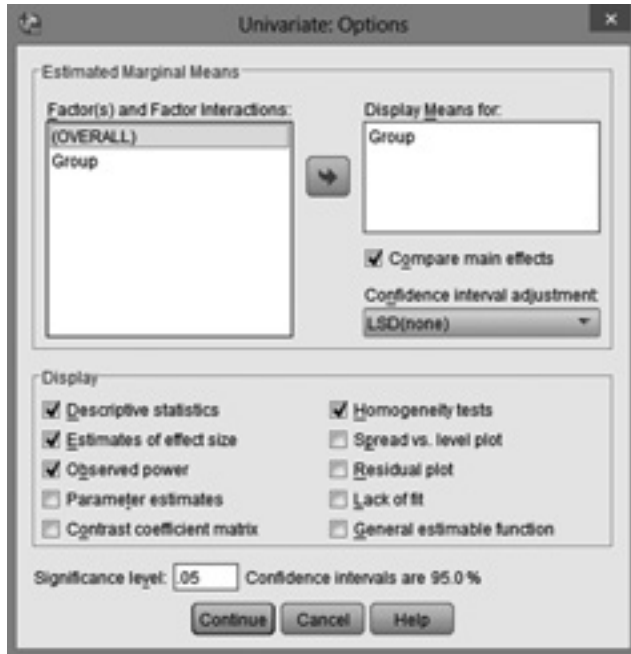 Univariate: Options
Estimated Marginal Means
Factor(s) and Factor Interactions:
(OVERALL)
Group
Display Means for:
Group
Compare main effects
Confidence interval adjustment:
LSD(none)
Display
Descriptive statistics
Estimates of effect size
Observed power
Parameter estimates
Contrast coefficient matrix
Homogeneity tests
Spread vs. level plot
Residual plot
Lack of fit
General estimable function
Significance level: .05 Confidence intervals are 95.0 %
Continue Cancel Help